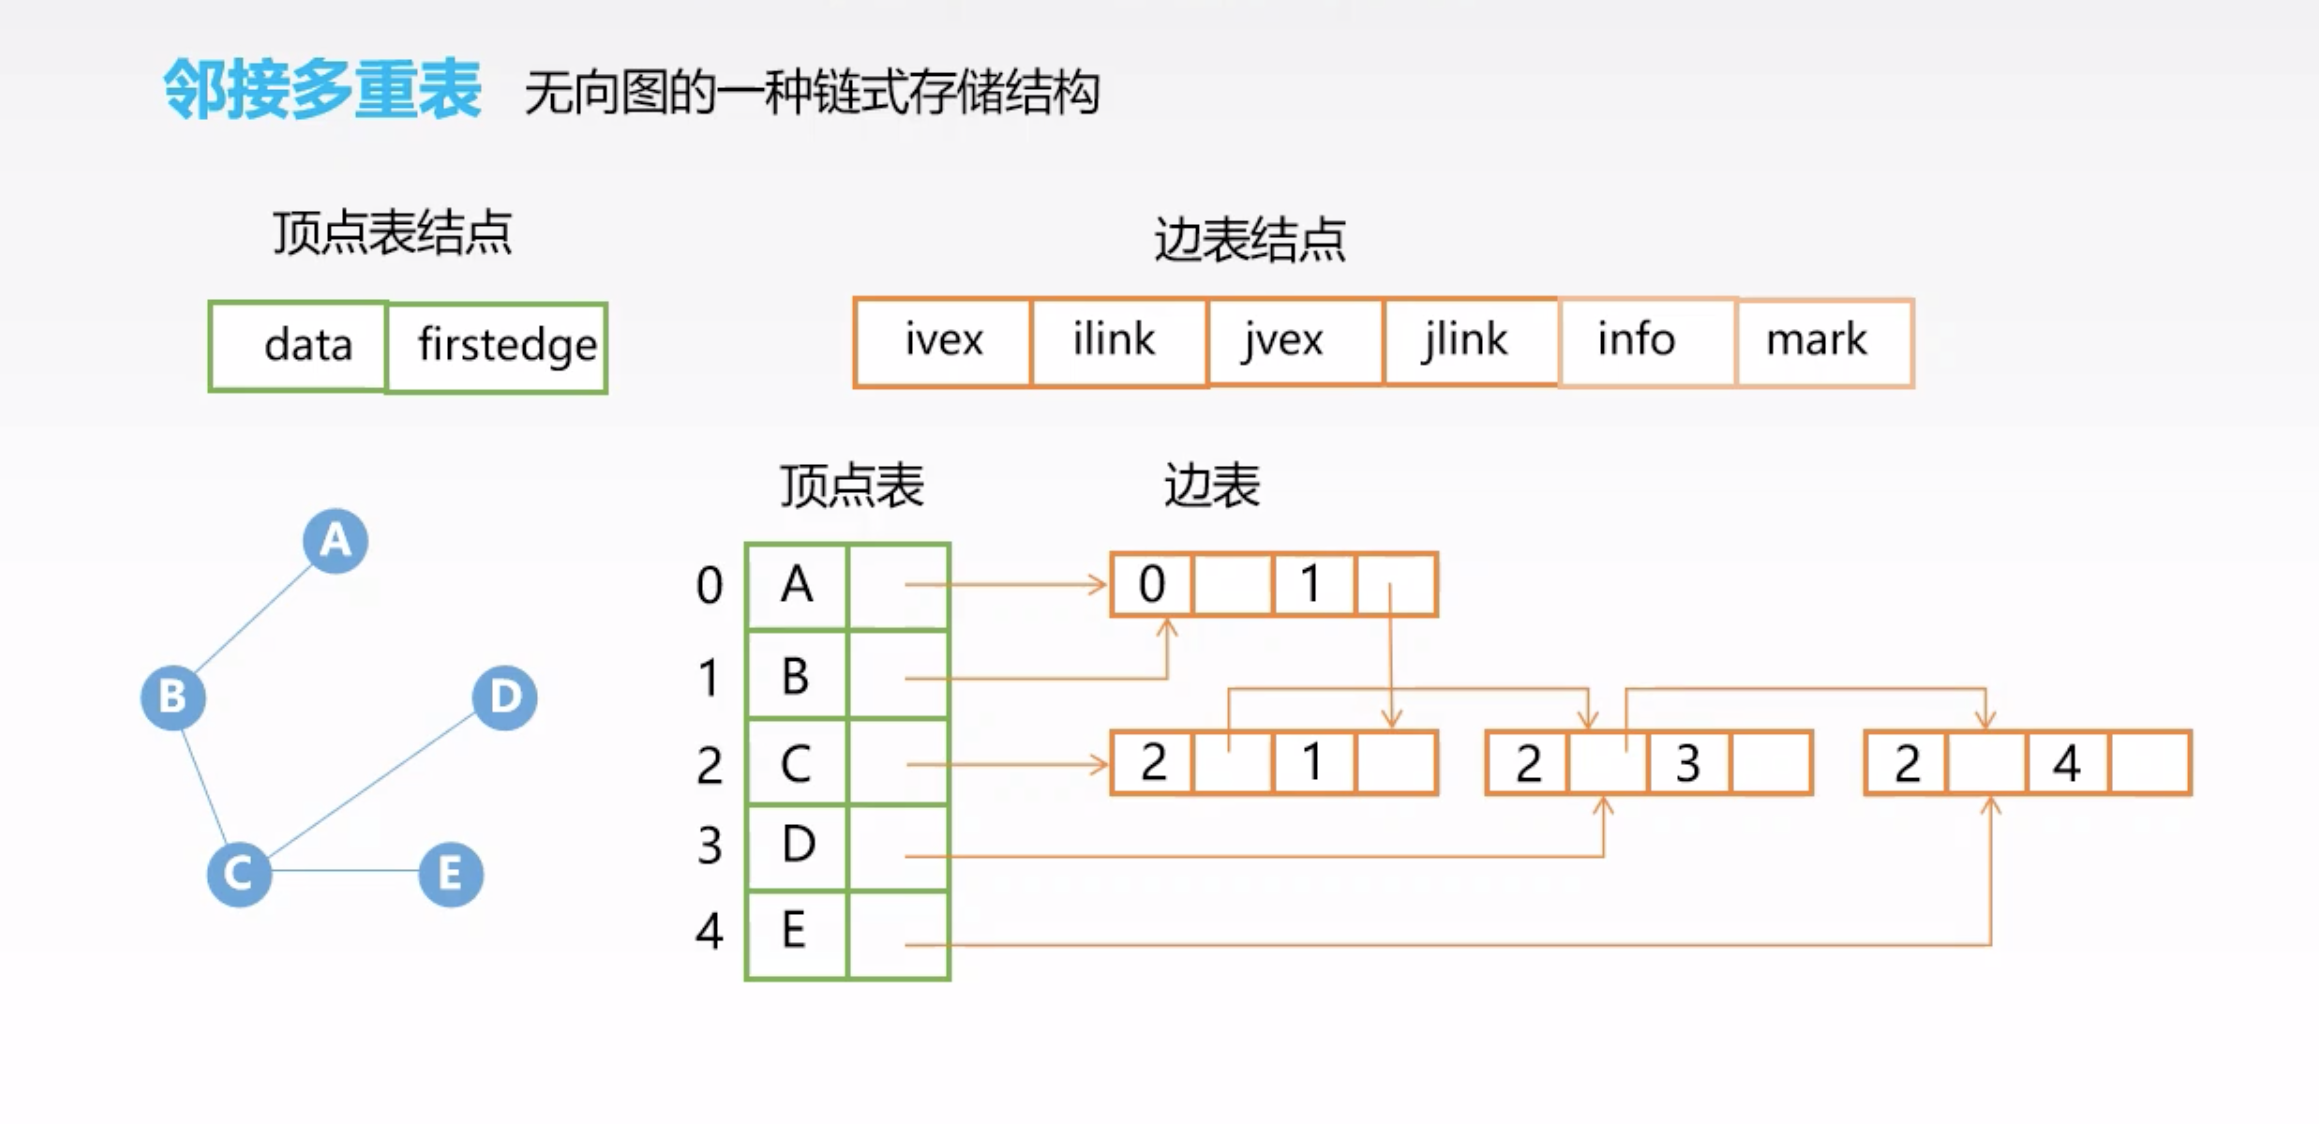 邻接多重表 无向图的一种链式存储结构
顶点表结点 边表结点
data firstedge ivex ilink jvex jlink info mark
顶点表 边表
A
B
D
C
E
0 A 0 1
1 B
2 C 2 1 2 3 2 4
3 D
4 E